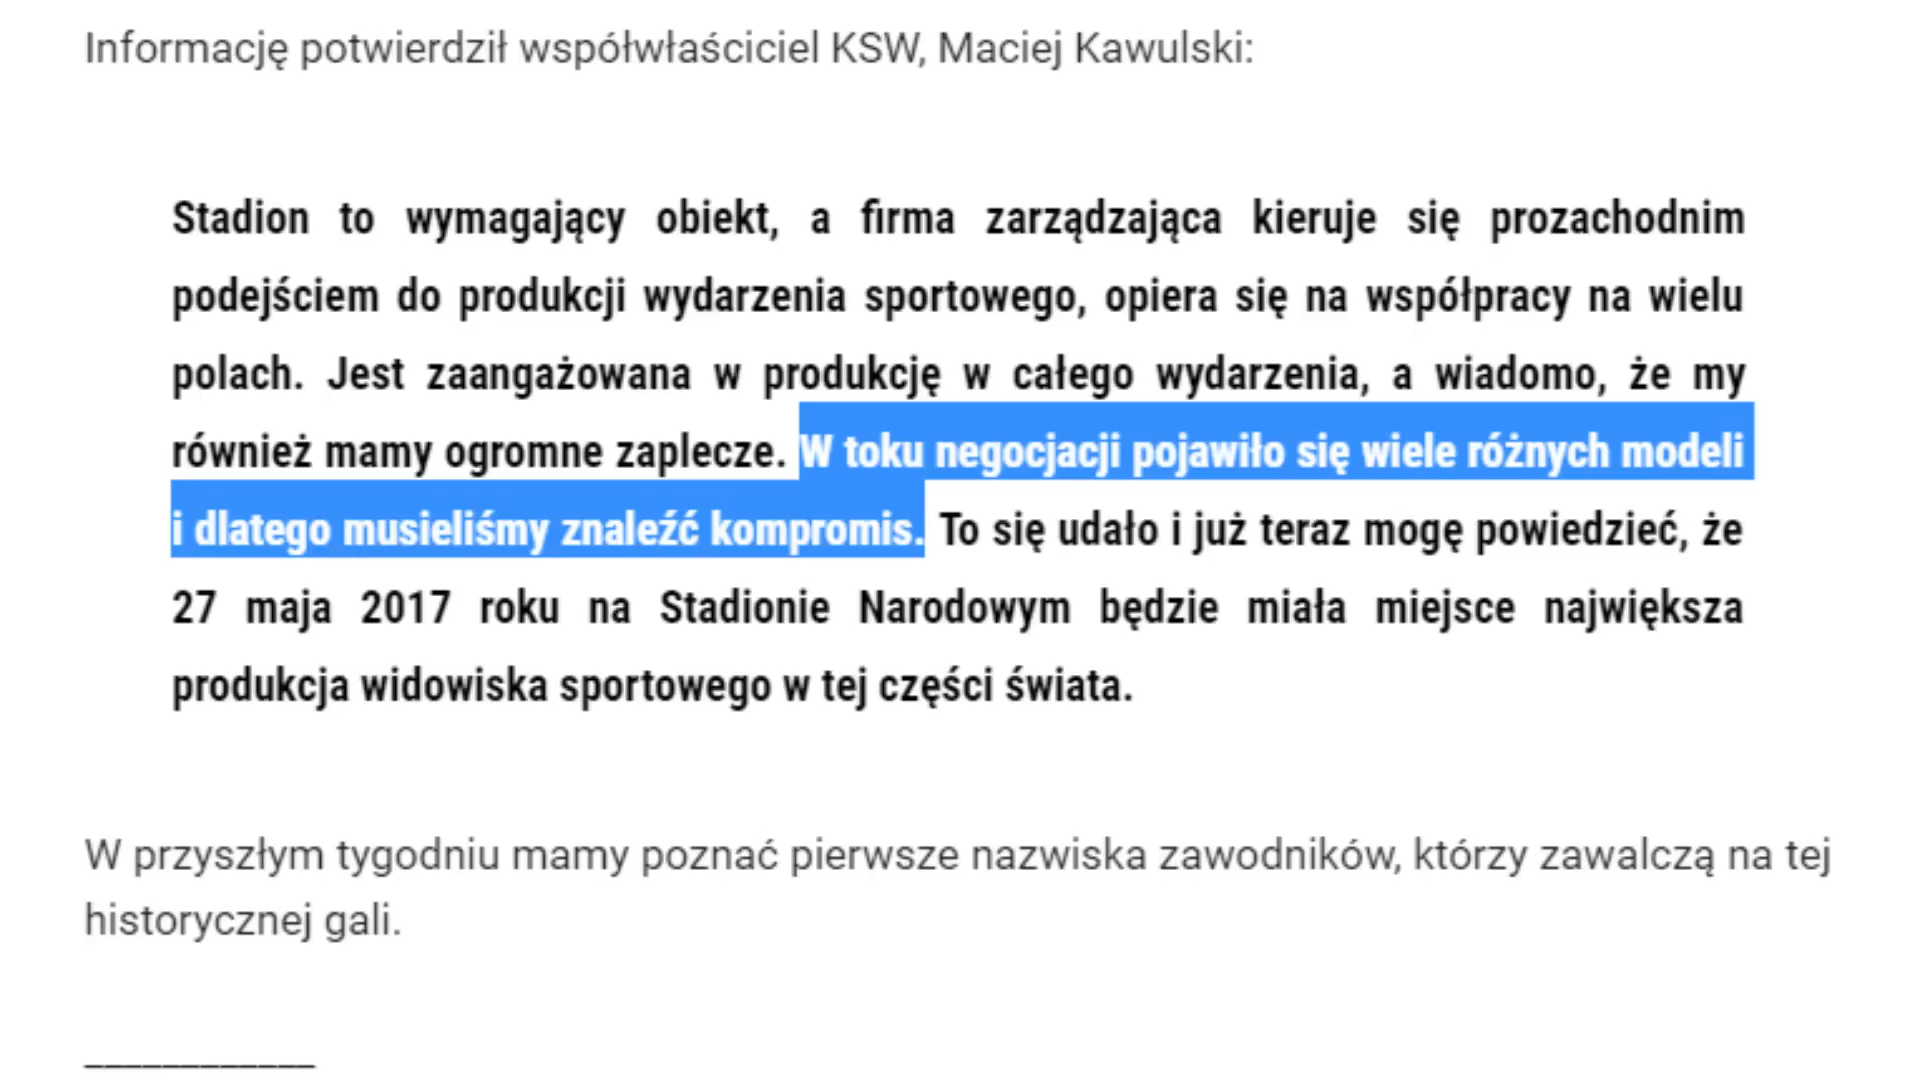 Informację potwierdził współwłaściciel KSW, Maciej Kawulski:
Stadion to wymagający obiekt, a firma zarządzająca kieruje się prozachodnim
podejściem do produkcji wydarzenia sportowego, opiera się na współpracy na wielu
polach. Jest zaangażowana w produkcję w całego wydarzenia, a wiadomo, że my
również mamy ogromne zaplecze. W toku negocjacji pojawiło się wiele różnych modeli
i dlatego musieliśmy znaleźć kompromis. To się udało i już teraz mogę powiedzieć, że
27 maja 2017 roku na Stadionie Narodowym będzie miała miejsce największa
produkcja widowiska sportowego w tej części świata.
W przyszłym tygodniu mamy poznać pierwsze nazwiska zawodników, którzy zawalczą na tej
historycznej gali.
____________